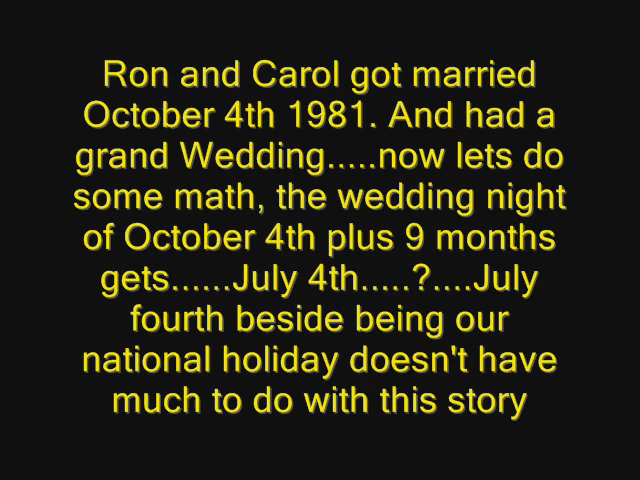 Ron and Carol got married
October 4th 1981. And had a
grand Wedding.....now lets do
some math, the wedding night
of October 4th plus 9 months
gets......July 4th.....?....July
fourth beside being our
national holiday doesn't have
much to do with this story